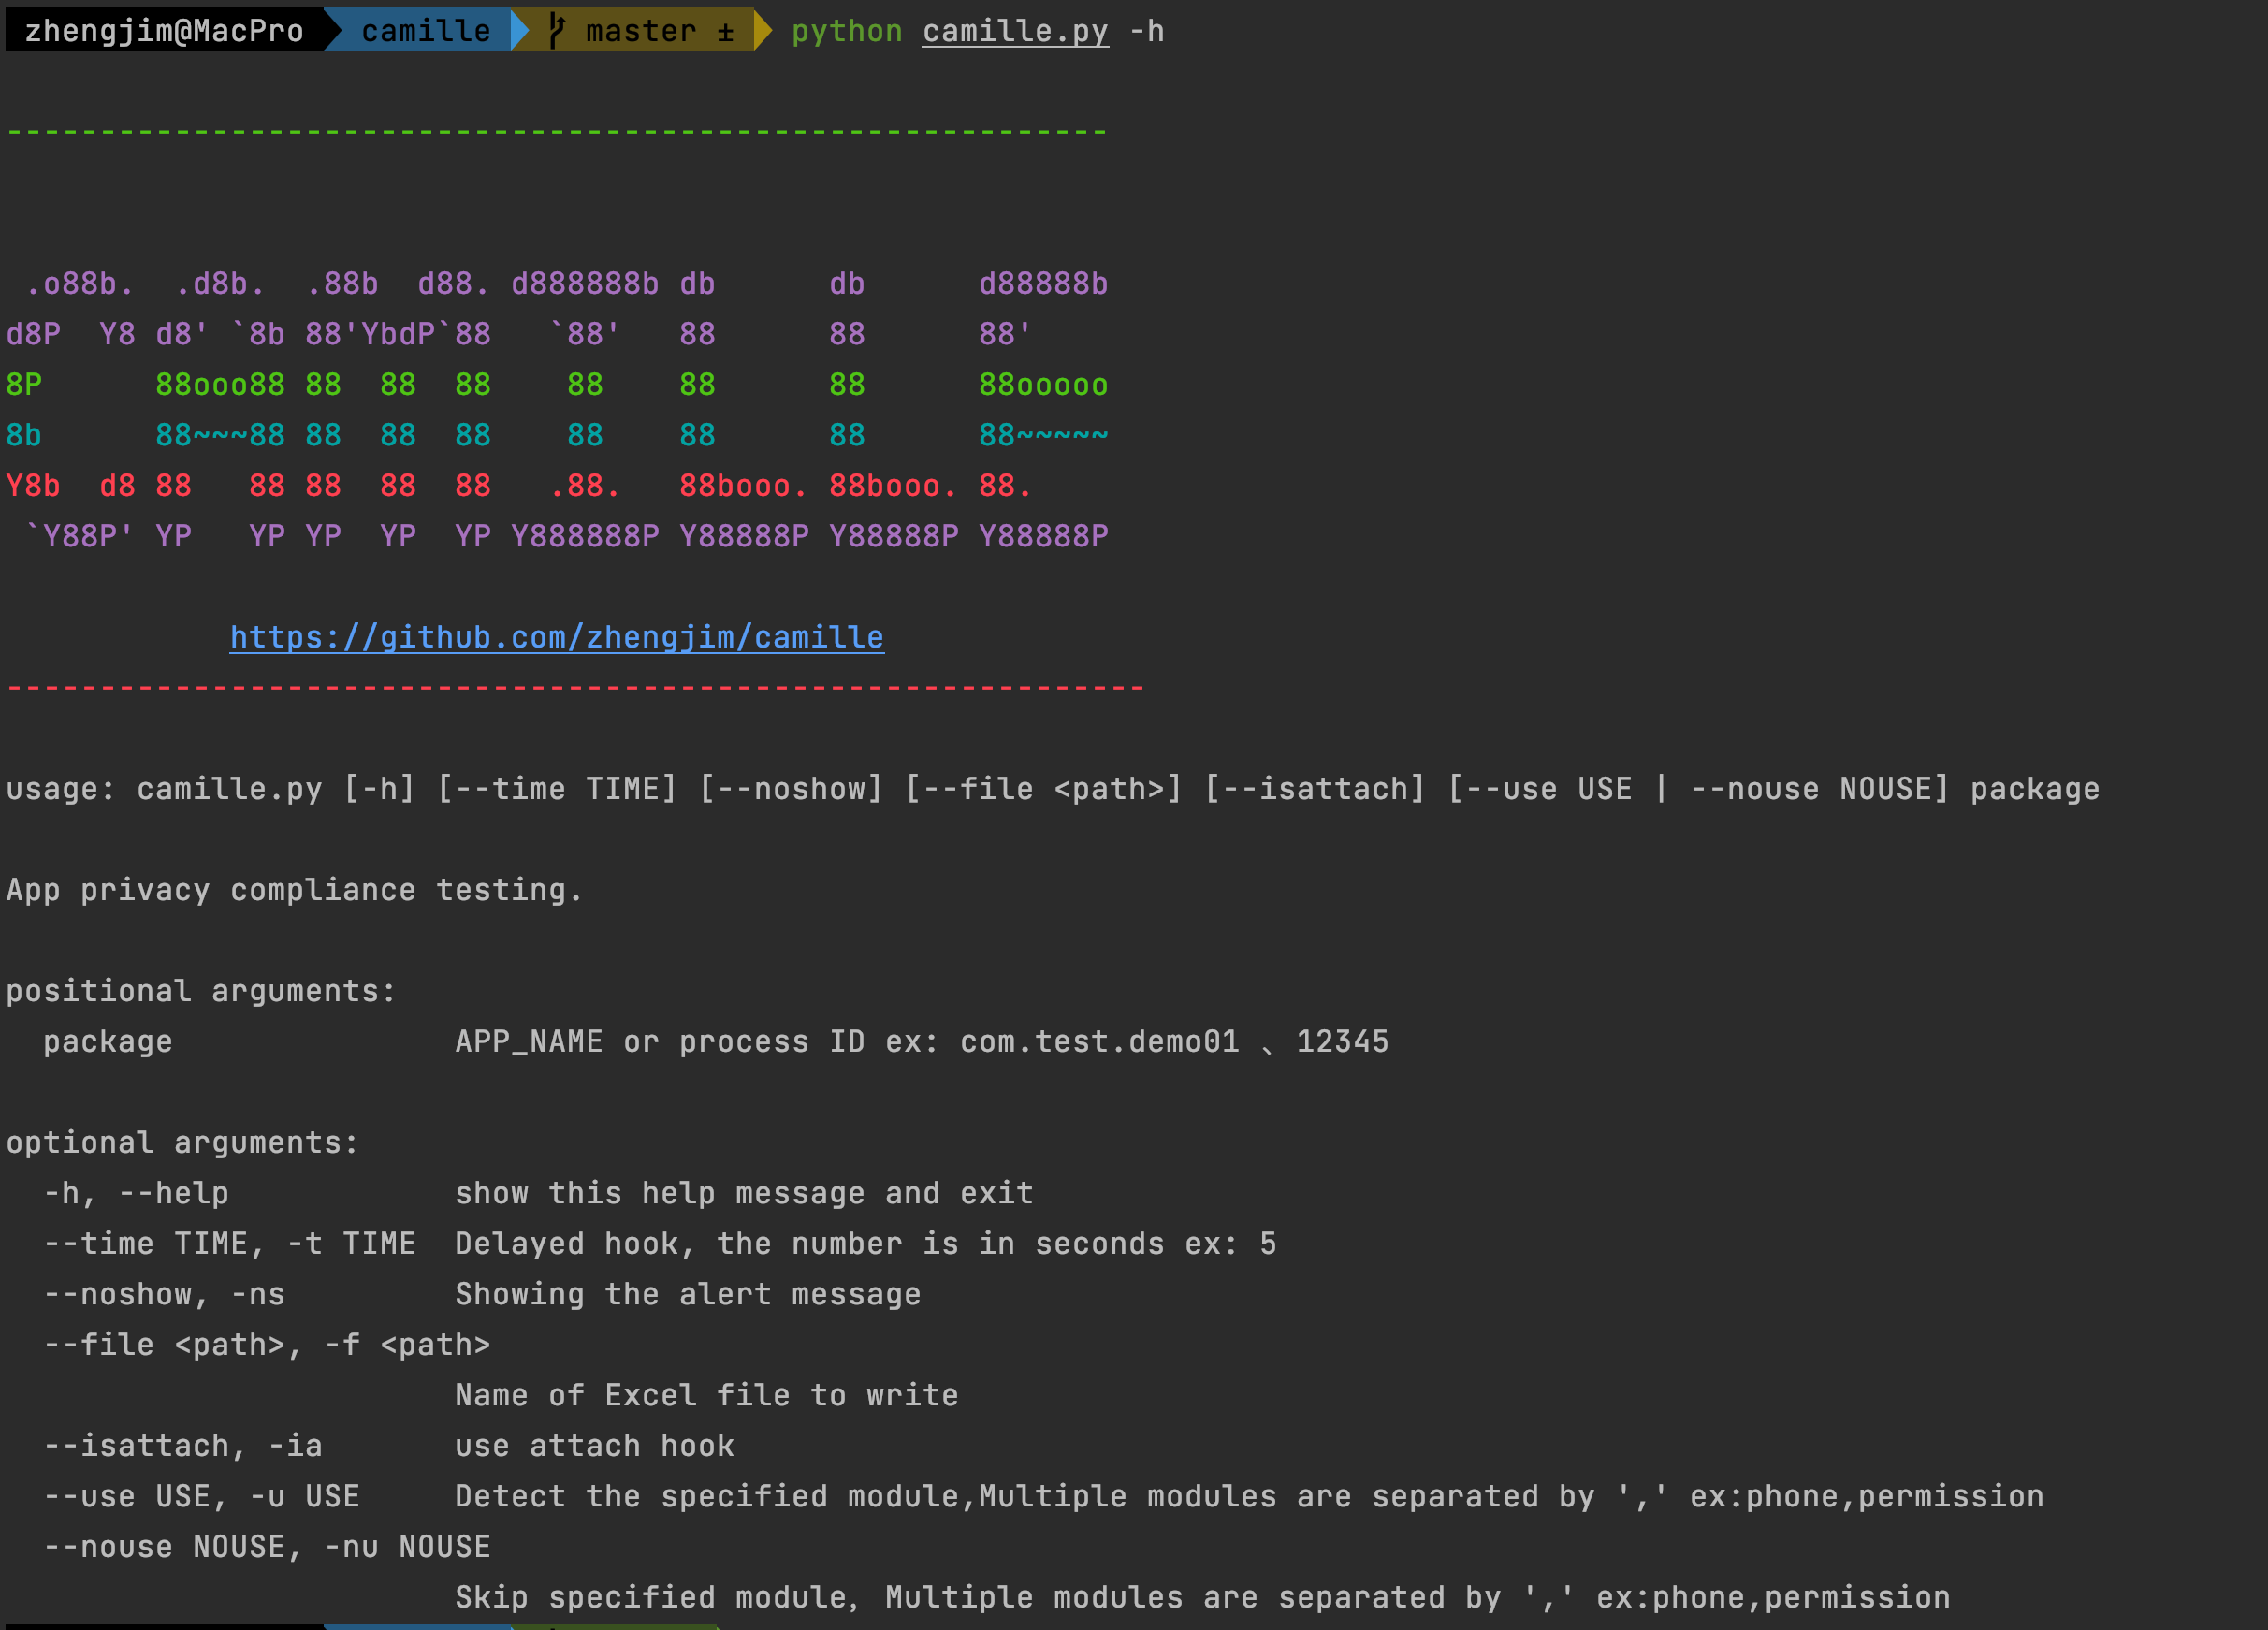 zhengjim@MacPro camille master ± python camille.py -h
-----------------------------------------------------------
 .o88b.  .d8b.  .88b  d88. d888888b db      db      d88888b
d8P  Y8 d8' `8b 88'YbdP`88   `88'   88      88      88'
8P      88ooo88 88  88  88    88    88      88      88ooooo
8b      88~~~88 88  88  88    88    88      88      88~~~~~
Y8b  d8 88   88 88  88  88   .88.   88booo. 88booo. 88.
 `Y88P' YP   YP YP  YP  YP Y888888P Y88888P Y88888P Y88888P
            https://github.com/zhengjim/camille
-------------------------------------------------------------
usage: camille.py [-h] [--time TIME] [--noshow] [--file <path>] [--isattach] [--use USE | --nouse NOUSE] package
App privacy compliance testing.
positional arguments:
  package               APP_NAME or process ID ex: com.test.demo01 、12345
optional arguments:
  -h, --help            show this help message and exit
  --time TIME, -t TIME  Delayed hook, the number is in seconds ex: 5
  --noshow, -ns         Showing the alert message
  --file <path>, -f <path>
                        Name of Excel file to write
  --isattach, -ia       use attach hook
  --use USE, -u USE     Detect the specified module,Multiple modules are separated by ',' ex:phone,permission
  --nouse NOUSE, -nu NOUSE
                        Skip specified module, Multiple modules are separated by ',' ex:phone,permission